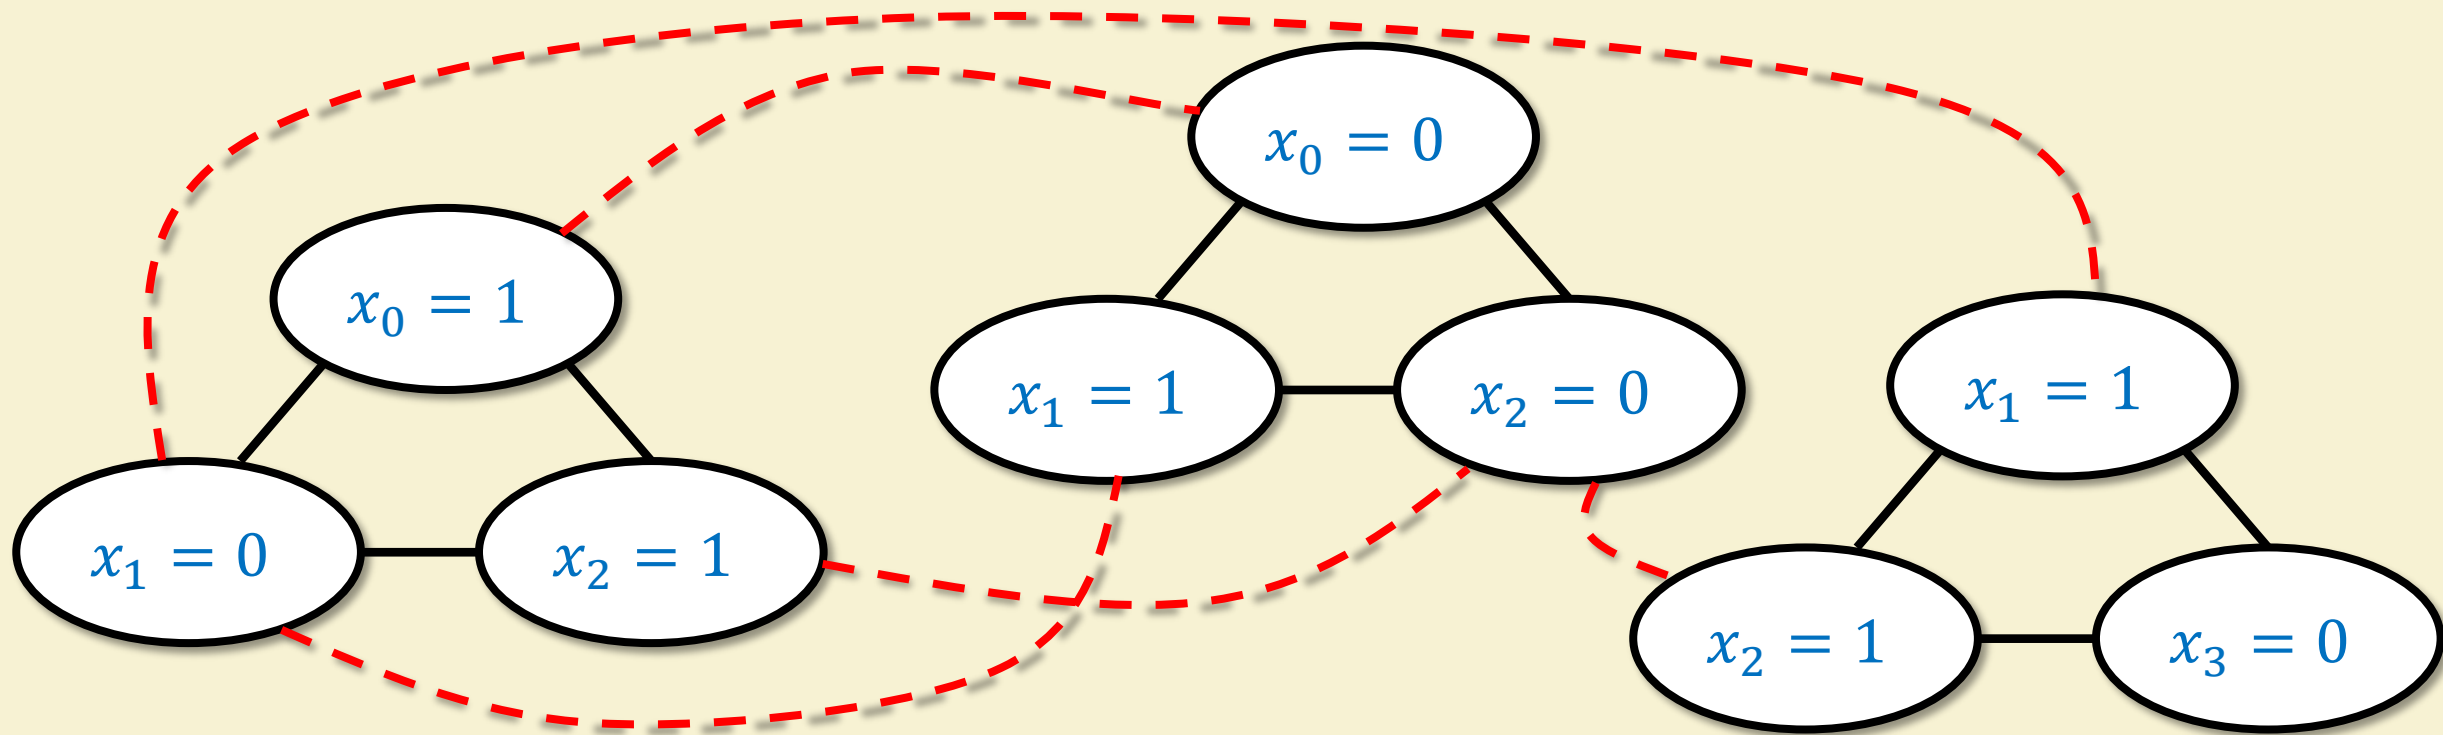 x₀ = 0
x₀ = 1
x₁ = 1
x₂ = 0
x₁ = 1
x₁ = 0
x₂ = 1
x₂ = 1
x₃ = 0